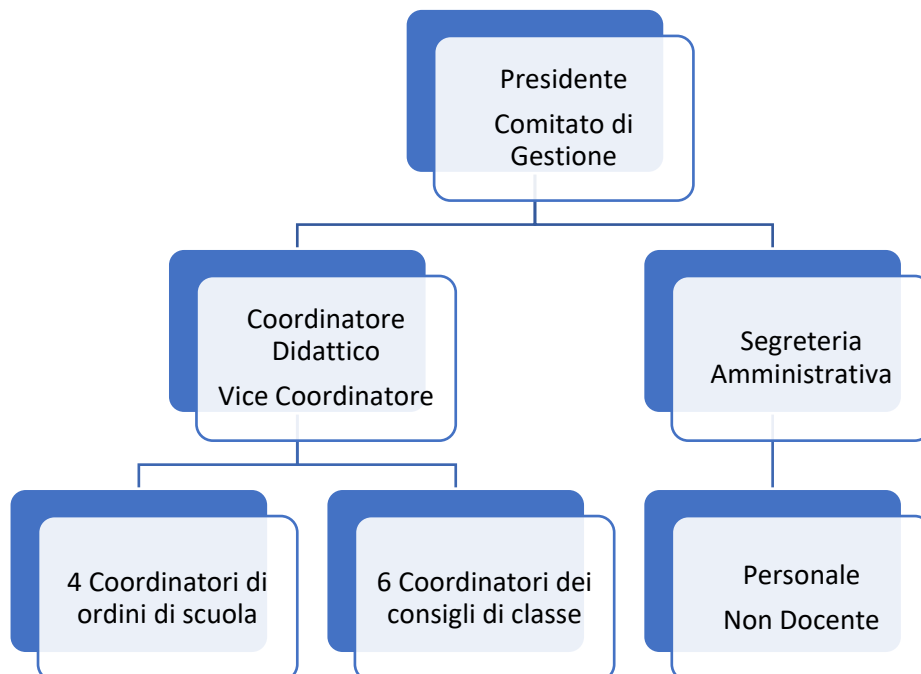 Presidente
Comitato di
Gestione
Coordinatore
Didattico
Vice Coordinatore
Segreteria
Amministrativa
4 Coordinatori di
ordini di scuola
6 Coordinatori dei
consigli di classe
Personale
Non Docente